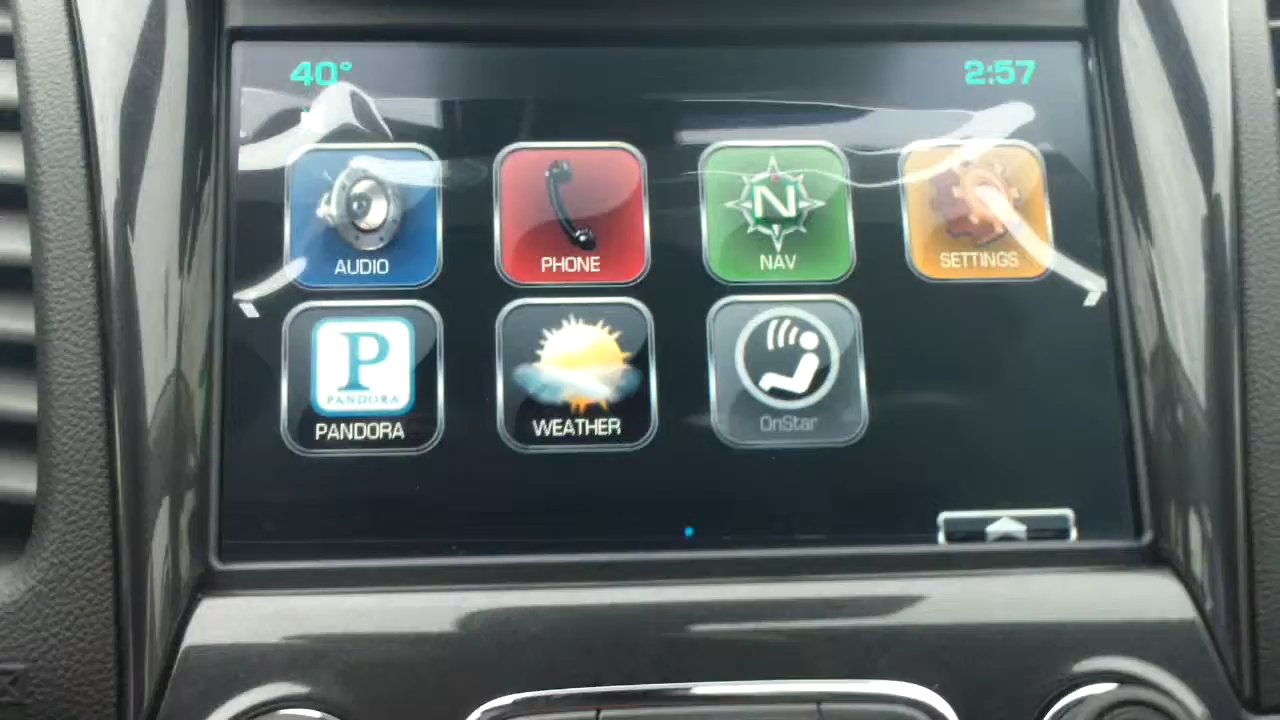 40°
2:57
AUDIO
PHONE
N
NAV
SETTINGS
P
PANDORA
PANDORA
WEATHER
OnStar